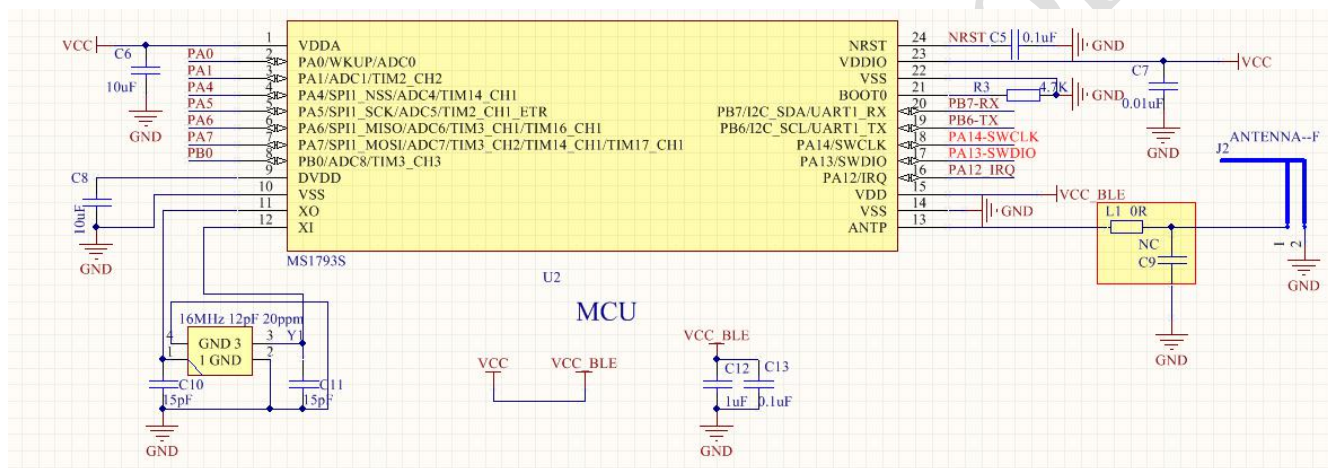 VCC
C6
10uF
GND
PA0
PA1
PA4
PA5
PA6
PA7
PB0
1
2
3
4
5
6
7
8
9
10
11
12
VDDA
PA0/WKUP/ADC0
PA1/ADC1/TIM2_CH2
PA4/SPI1_NSS/ADC4/TIM14_CH1
PA5/SPI1_SCK/ADC5/TIM2_CH1_ETR
PA6/SPI1_MISO/ADC6/TIM3_CH1/TIM16_CH1
PA7/SPI1_MOSI/ADC7/TIM3_CH2/TIM14_CH1/TIM17_CH1
PB0/ADC8/TIM3_CH3
DVDD
VSS
XO
XI
NRST
VDDIO
VSS
BOOT0
PB7/I2C_SDA/UART1_RX
PB6/I2C_SCL/UART1_TX
PA14/SWCLK
PA13/SWDIO
PA12/IRQ
VDD
VSS
ANTP
24
23
22
21
20
19
18
17
16
15
14
13
NRST C5 0.1uF
GND
VCC
C7
0.01uF
GND
R3 4.7K
GND
PB7-RX
PB6-TX
PA14-SWCLK
PA13-SWDIO
PA12_IRQ
VCC_BLE
GND
L1 0R
NC
C9
GND
ANTENNA--F
J2
1 2
GND
C8
10uF
GND
MS1793S
U2
MCU
16MHz 12pF 20ppm
Y1
4 GND 3 3
1 1 GND 2
C10
15pF
C11
15pF
GND
VCC
VCC_BLE
VCC_BLE
C12 C13
1uF 0.1uF
GND